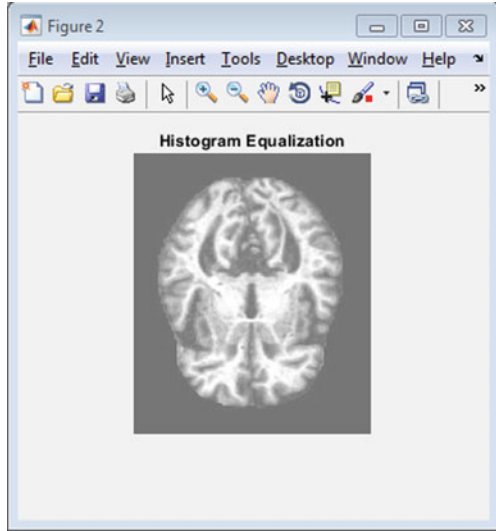 Figure 2
File Edit View Insert Tools Desktop Window Help
Histogram Equalization